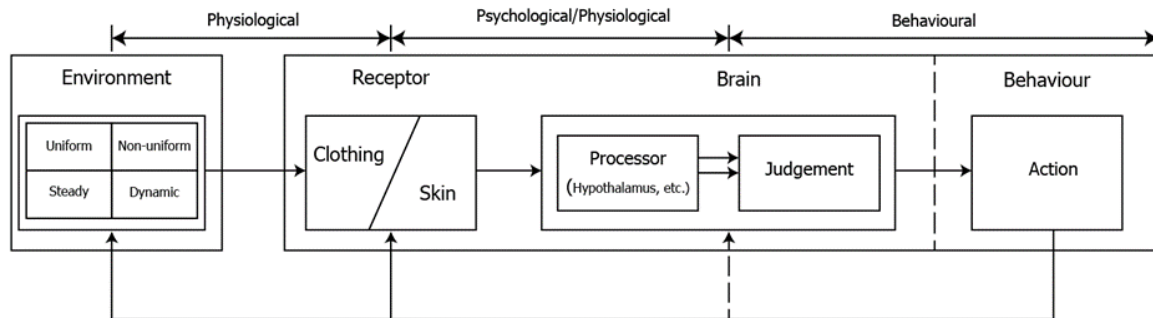 Physiological
Psychological/Physiological
Behavioural
Environment
Receptor
Brain
Behaviour
Uniform
Non-uniform
Steady
Dynamic
Clothing
Skin
Processor
(Hypothalamus, etc.)
Judgement
Action